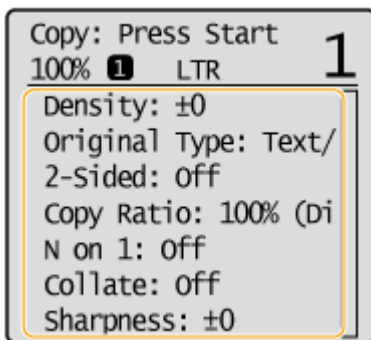 Copy: Press Start 1
100% 1 LTR
Density: ±0
Original Type: Text/
2-Sided: Off
Copy Ratio: 100% (Di
N on 1: Off
Collate: Off
Sharpness: ±0